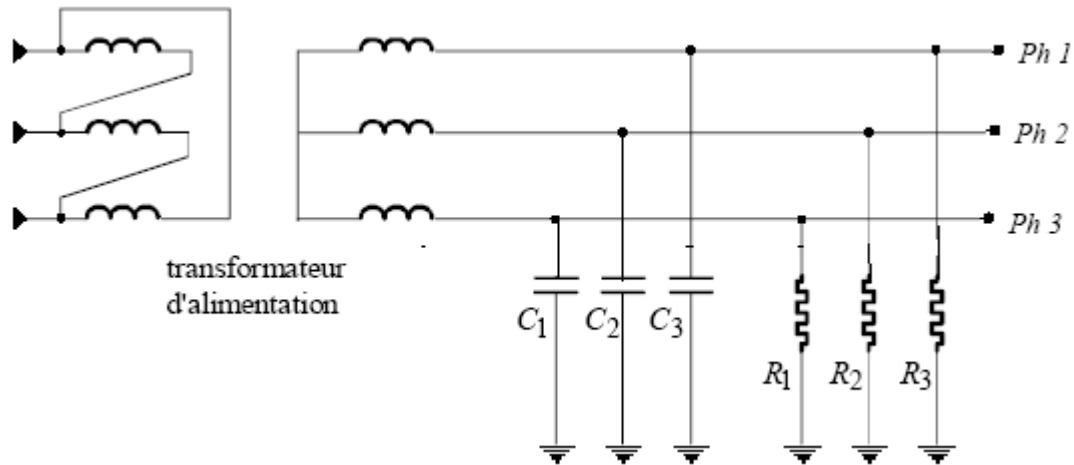 Ph 1
Ph 2
Ph 3
transformateur
d'alimentation
C1 C2 C3
R1 R2 R3